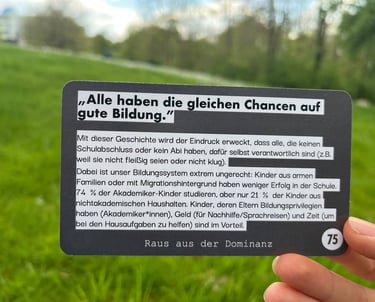 „Alle haben die gleichen Chancen auf
gute Bildung.”
Mit dieser Geschichte wird der Eindruck erweckt, dass alle, die keinen
Schulabschluss oder kein Abi haben, dafür selbst verantwortlich sind (z.B.
weil sie nicht fleißig seien oder nicht klug).
Dabei ist unser Bildungssystem extrem ungerecht: Kinder aus armen
Familien oder mit Migrationshintergrund haben weniger Erfolg in der Schule.
74 % der Akademiker-Kinder studieren, aber nur 21 % der Kinder aus
nichtakademischen Haushalten. Kinder, deren Eltern Bildungsprivilegien
haben (Akademiker*innen), Geld (für Nachhilfe/Sprachreisen) und Zeit (um
bei den Hausaufgaben zu helfen) sind im Vorteil.
Raus aus der Dominanz
75